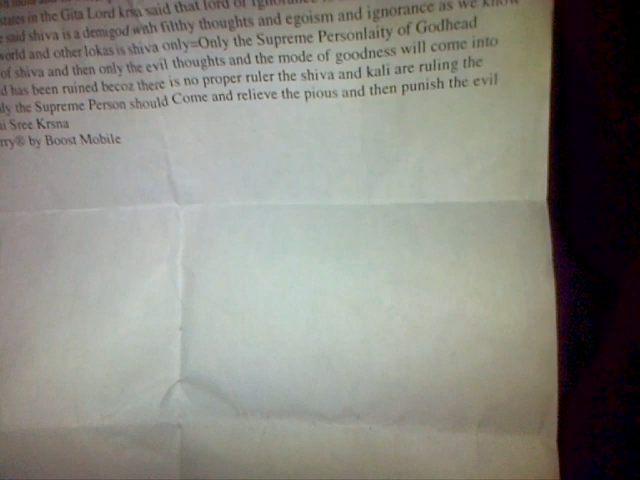 states in the Gita Lord krsa said that lord of
said shiva is a demigod with filthy thoughts and egoism and ignorance as we know
world and other lokas is shiva only=Only the Supreme Personlaity of Godhead
of shiva and then only the evil thoughts and the mode of goodness will come into
d has been ruined becoz there is no proper ruler the shiva and kali are ruling the
ly the Supreme Person should Come and relieve the pious and then punish the evil
ai Sree Krsna
rry® by Boost Mobile